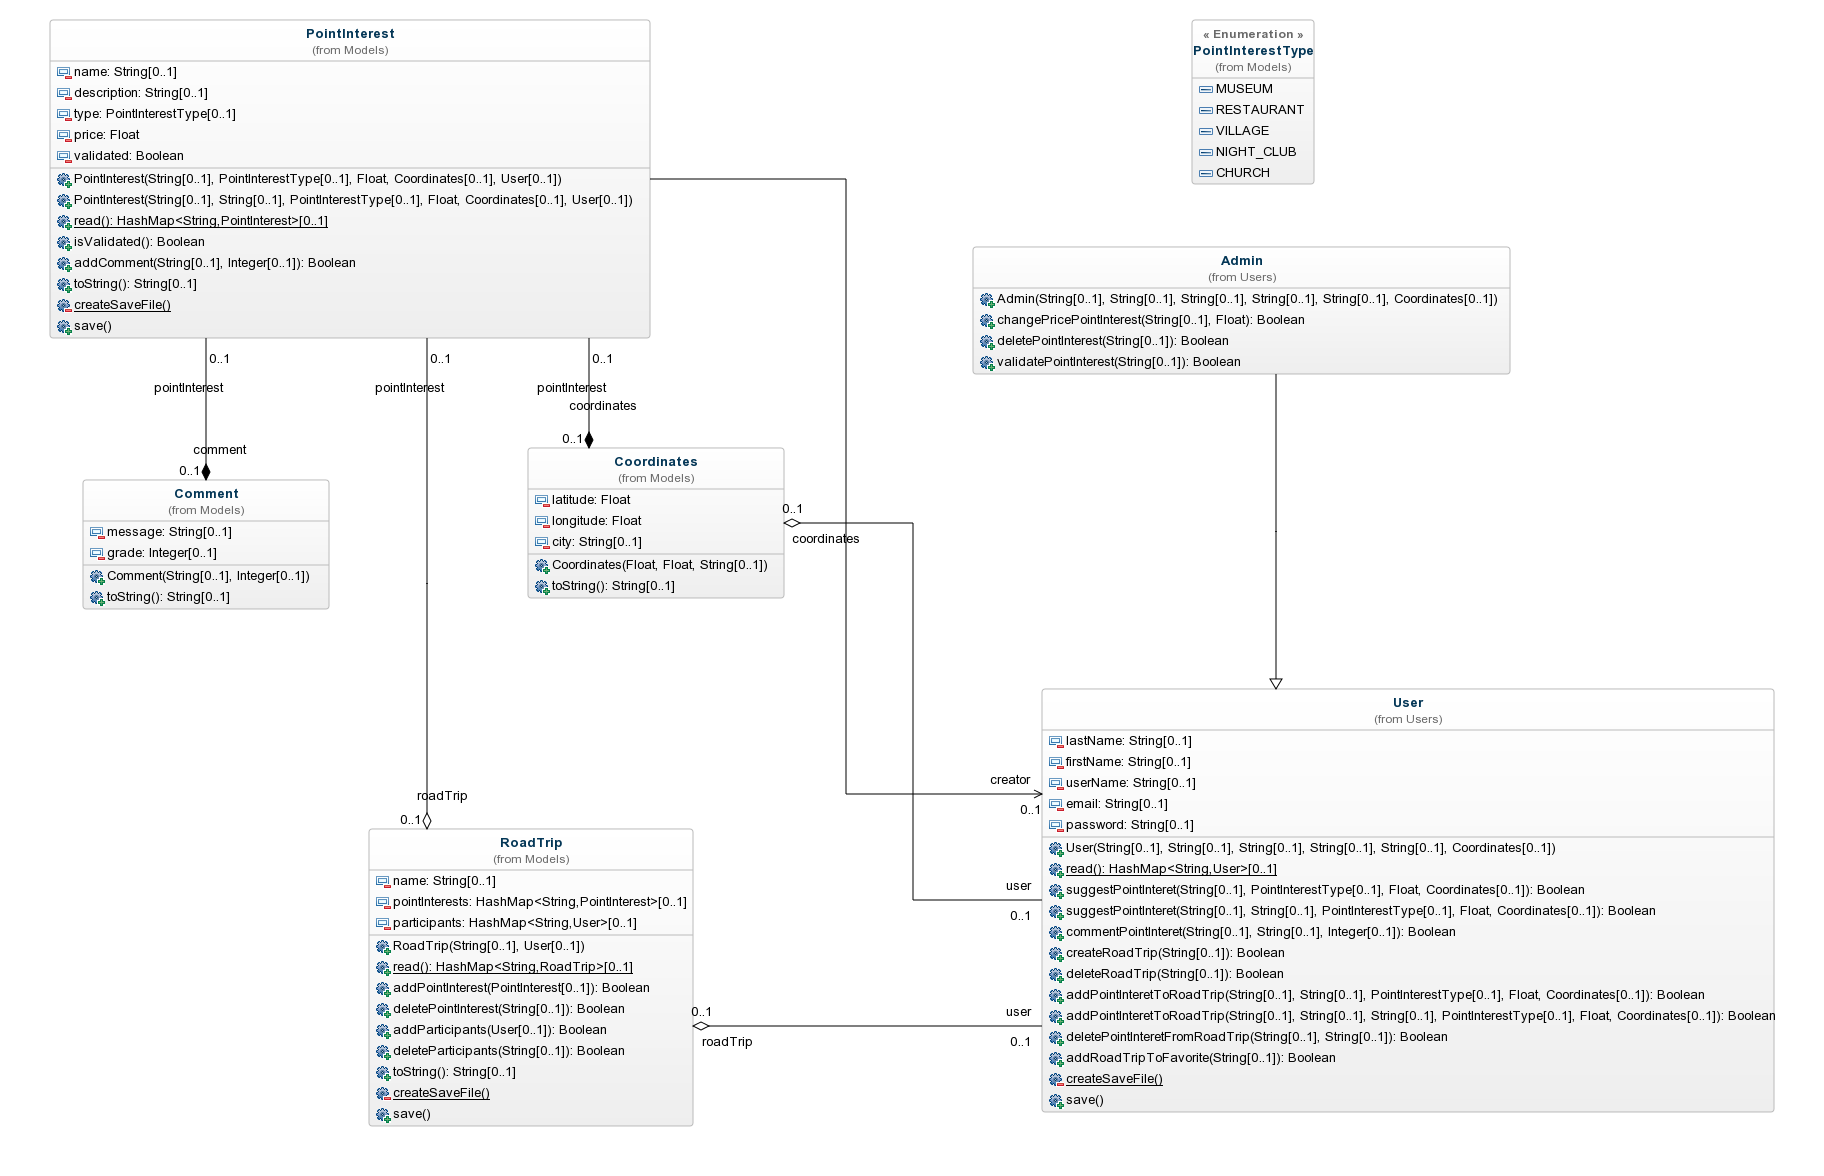 PointInterest
(from Models)
name: String[0..1]
description: String[0..1]
type: PointInterestType[0..1]
price: Float
validated: Boolean
PointInterest(String[0..1], PointInterestType[0..1], Float, Coordinates[0..1], User[0..1])
PointInterest(String[0..1], String[0..1], PointInterestType[0..1], Float, Coordinates[0..1], User[0..1])
read(): HashMap<String,PointInterest>[0..1]
isValidated(): Boolean
addComment(String[0..1], Integer[0..1]): Boolean
toString(): String[0..1]
createSaveFile()
save()
« Enumeration »
PointInterestType
(from Models)
MUSEUM
RESTAURANT
VILLAGE
NIGHT_CLUB
CHURCH
Admin
(from Users)
Admin(String[0..1], String[0..1], String[0..1], String[0..1], String[0..1], Coordinates[0..1])
changePricePointInterest(String[0..1], Float): Boolean
deletePointInterest(String[0..1]): Boolean
validatePointInterest(String[0..1]): Boolean
0..1
pointInterest
comment
0..1
0..1
pointInterest
roadTrip
0..1
0..1
pointInterest
coordinates
0..1
Comment
(from Models)
message: String[0..1]
grade: Integer[0..1]
Comment(String[0..1], Integer[0..1])
toString(): String[0..1]
Coordinates
(from Models)
latitude: Float
longitude: Float
city: String[0..1]
Coordinates(Float, Float, String[0..1])
toString(): String[0..1]
0..1
coordinates
creator
0..1
user
0..1
RoadTrip
(from Models)
name: String[0..1]
pointInterests: HashMap<String,PointInterest>[0..1]
participants: HashMap<String,User>[0..1]
RoadTrip(String[0..1], User[0..1])
read(): HashMap<String,RoadTrip>[0..1]
addPointInterest(PointInterest[0..1]): Boolean
deletePointInterest(String[0..1]): Boolean
addParticipants(User[0..1]): Boolean
deleteParticipants(String[0..1]): Boolean
toString(): String[0..1]
createSaveFile()
save()
0..1
roadTrip
user
0..1
User
(from Users)
lastName: String[0..1]
firstName: String[0..1]
userName: String[0..1]
email: String[0..1]
password: String[0..1]
User(String[0..1], String[0..1], String[0..1], String[0..1], String[0..1], Coordinates[0..1])
read(): HashMap<String,User>[0..1]
suggestPointInteret(String[0..1], PointInterestType[0..1], Float, Coordinates[0..1]): Boolean
suggestPointInteret(String[0..1], String[0..1], PointInterestType[0..1], Float, Coordinates[0..1]): Boolean
commentPointInteret(String[0..1], String[0..1], Integer[0..1]): Boolean
createRoadTrip(String[0..1]): Boolean
deleteRoadTrip(String[0..1]): Boolean
addPointInteretToRoadTrip(String[0..1], String[0..1], PointInterestType[0..1], Float, Coordinates[0..1]): Boolean
addPointInteretToRoadTrip(String[0..1], String[0..1], String[0..1], PointInterestType[0..1], Float, Coordinates[0..1]): Boolean
deletePointInteretFromRoadTrip(String[0..1], String[0..1]): Boolean
addRoadTripToFavorite(String[0..1]): Boolean
createSaveFile()
save()